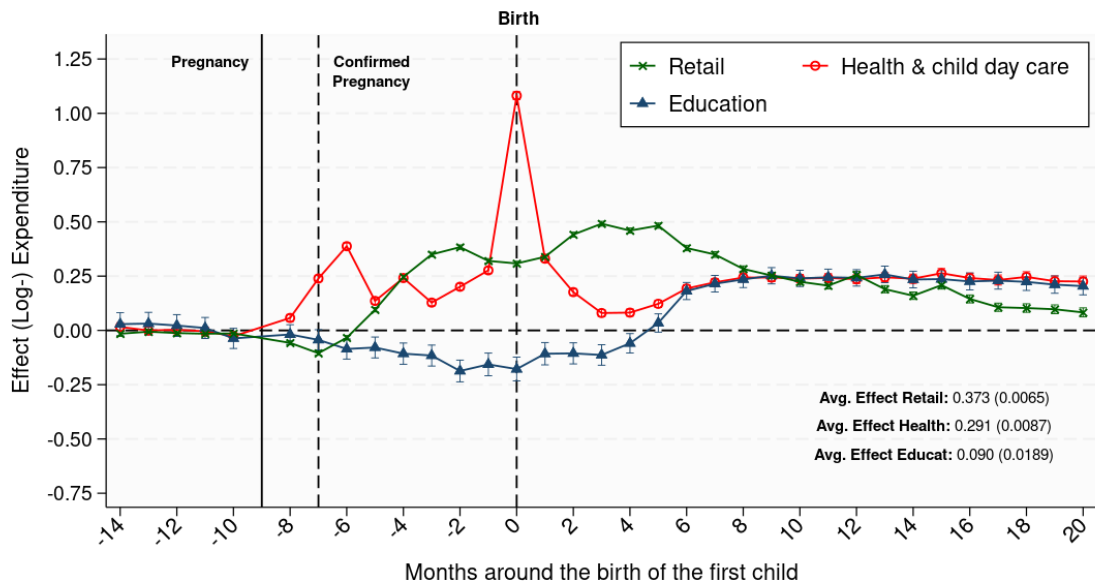 Birth
Pregnancy
Confirmed
Pregnancy
Retail
Health & child day care
Education
Effect (Log-) Expenditure
1.25
1.00
0.75
0.50
0.25
0.00
-0.25
-0.50
-0.75
Avg. Effect Retail: 0.373 (0.0065)
Avg. Effect Health: 0.291 (0.0087)
Avg. Effect Educat: 0.090 (0.0189)
-14 -12 -10 -8 -6 -4 -2 0 2 4 6 8 10 12 14 16 18 20
Months around the birth of the first child